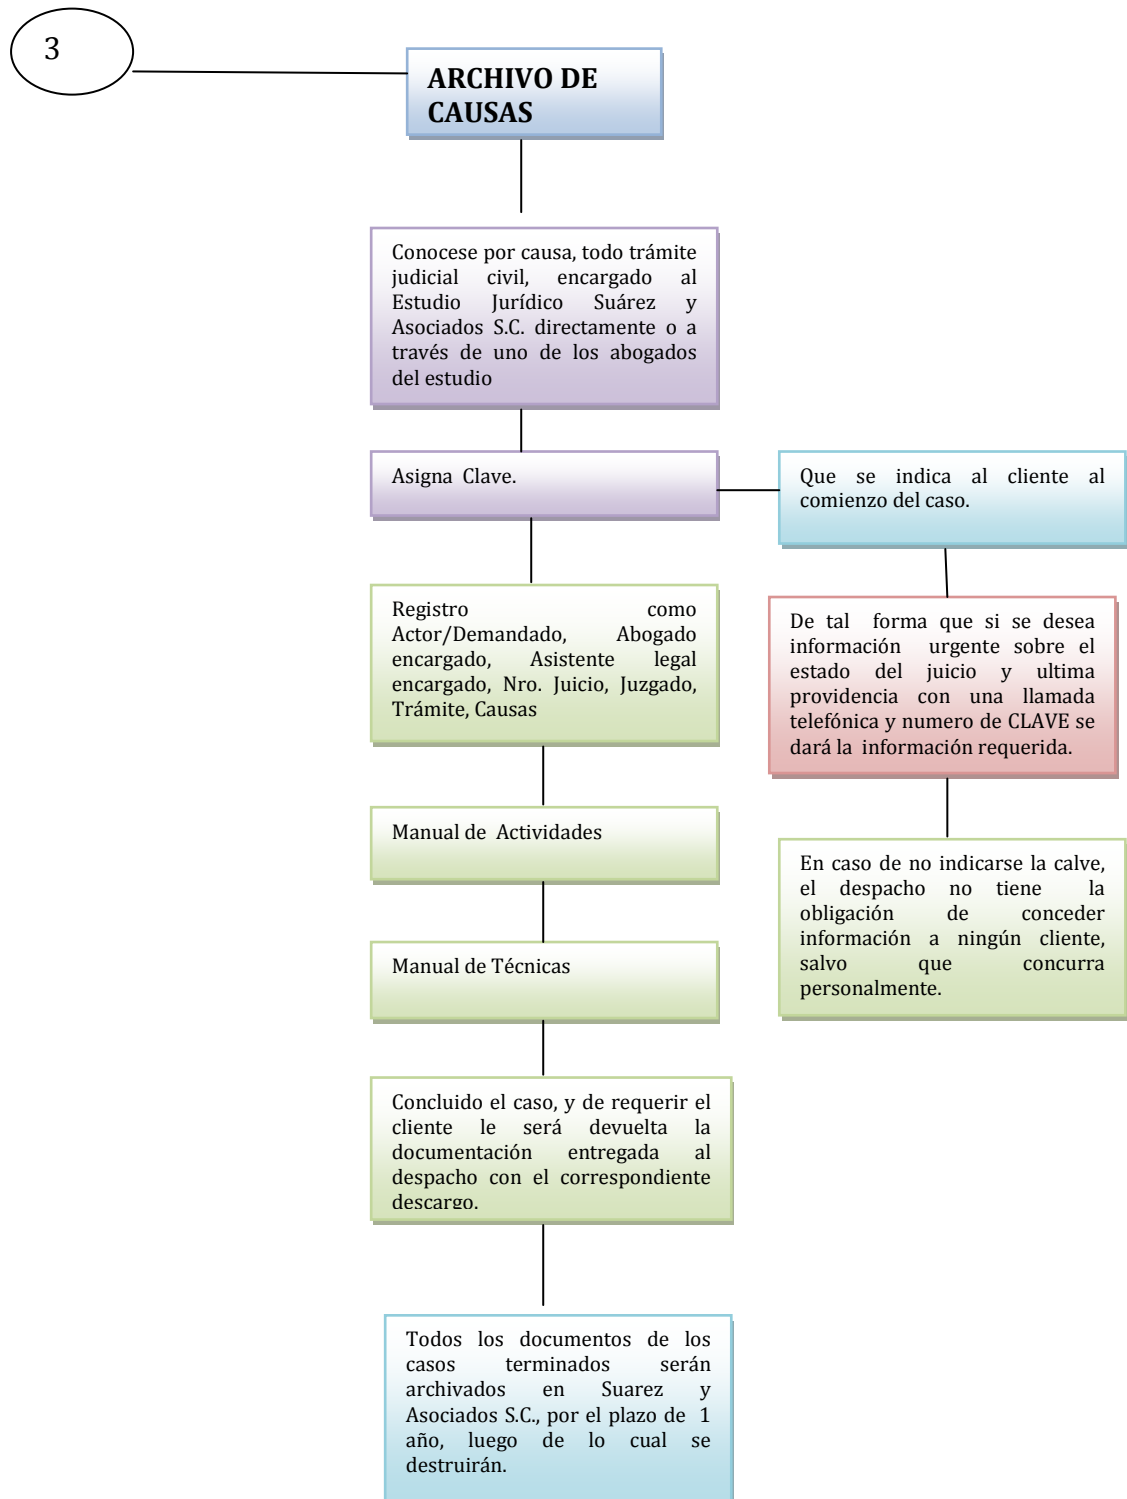 3
ARCHIVO DE
CAUSAS
Conocese por causa, todo trámite
judicial civil, encargado al
Estudio Jurídico Suárez y
Asociados S.C. directamente o a
través de uno de los abogados
del estudio
Asigna Clave.
Que se indica al cliente al
comienzo del caso.
Registro como
Actor/Demandado, Abogado
encargado, Asistente legal
encargado, Nro. Juicio, Juzgado,
Trámite, Causas
De tal forma que si se desea
información urgente sobre el
estado del juicio y ultima
providencia con una llamada
telefónica y numero de CLAVE se
dará la información requerida.
Manual de Actividades
En caso de no indicarse la calve,
el despacho no tiene la
obligación de conceder
información a ningún cliente,
salvo que concurra
personalmente.
Manual de Técnicas
Concluido el caso, y de requerir el
cliente le será devuelta la
documentación entregada al
despacho con el correspondiente
descargo.
Todos los documentos de los
casos terminados serán
archivados en Suarez y
Asociados S.C., por el plazo de 1
año, luego de lo cual se
destruirán.